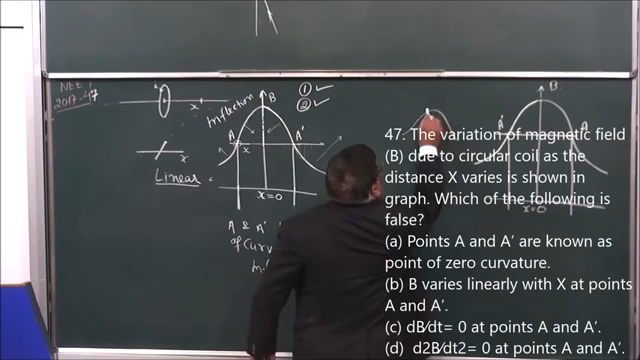 NEET
2017-47
x
x
Linear
Inflection
B
A
A'
x
x=0
A & A'
of Curv
①✓
②✓
B
A'
A
x=0
47. The variation of magnetic field
(B) due to circular coil as the
distance X varies is shown in
graph. Which of the following is
false?
(a) Points A and A′ are known as
point of zero curvature.
(b) B varies linearly with X at points
A and A′.
(c) dB⁄dt= 0 at points A and A′.
(d)  d2B⁄dt2= 0 at points A and A′.